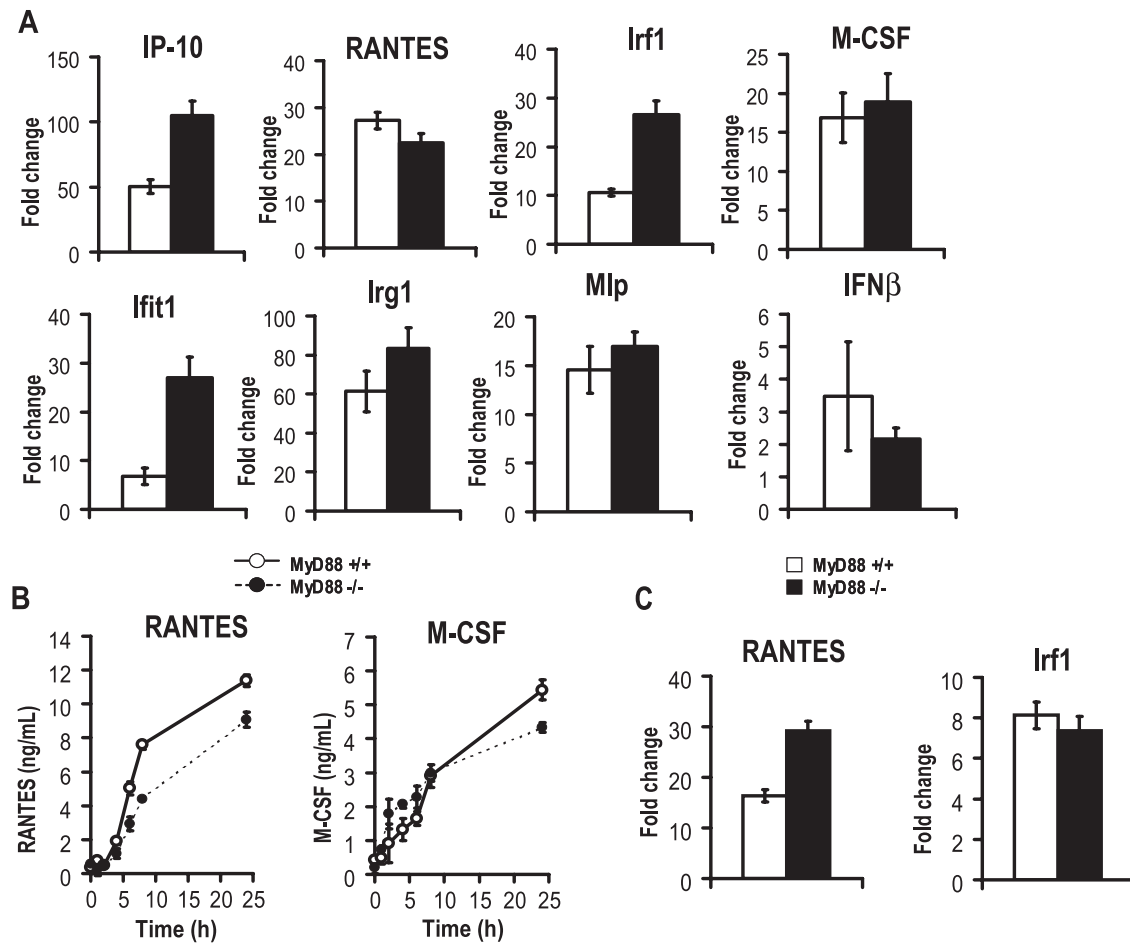 A
IP-10
Fold change
150
100
50
0
RANTES
Fold change
40
30
20
10
0
Irf1
Fold change
40
30
20
10
0
M-CSF
Fold change
25
20
15
10
5
0
Ifit1
Fold change
40
30
20
10
0
Irg1
Fold change
100
80
60
40
20
0
Mlp
Fold change
20
15
10
5
0
IFNβ
Fold change
6
5
4
3
2
1
0
MyD88 +/+
MyD88 -/-
MyD88 +/+
MyD88 -/-
B
RANTES
RANTES (ng/mL)
14
12
10
8
6
4
2
0
0 5 10 15 20 25
Time (h)
M-CSF
M-CSF (ng/mL)
7
6
5
4
3
2
1
0
0 5 10 15 20 25
Time (h)
C
RANTES
Fold change
40
30
20
10
0
Irf1
Fold change
10
8
6
4
2
0